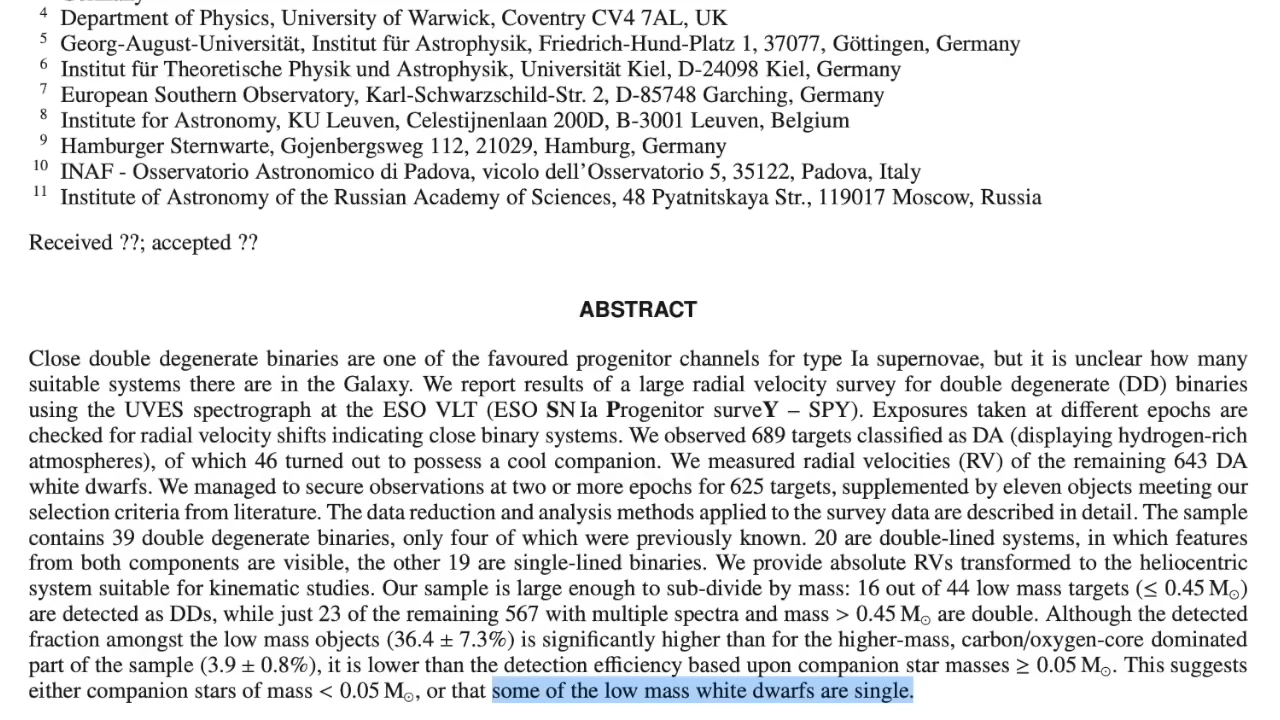 ⁴ Department of Physics, University of Warwick, Coventry CV4 7AL, UK
⁵ Georg-August-Universität, Institut für Astrophysik, Friedrich-Hund-Platz 1, 37077, Göttingen, Germany
⁶ Institut für Theoretische Physik und Astrophysik, Universität Kiel, D-24098 Kiel, Germany
⁷ European Southern Observatory, Karl-Schwarzschild-Str. 2, D-85748 Garching, Germany
⁸ Institute for Astronomy, KU Leuven, Celestijnenlaan 200D, B-3001 Leuven, Belgium
⁹ Hamburger Sternwarte, Gojenbergsweg 112, 21029, Hamburg, Germany
¹⁰ INAF - Osservatorio Astronomico di Padova, vicolo dell'Osservatorio 5, 35122, Padova, Italy
¹¹ Institute of Astronomy of the Russian Academy of Sciences, 48 Pyatnitskaya Str., 119017 Moscow, Russia
Received ??; accepted ??
ABSTRACT
Close double degenerate binaries are one of the favoured progenitor channels for type Ia supernovae, but it is unclear how many
suitable systems there are in the Galaxy. We report results of a large radial velocity survey for double degenerate (DD) binaries
using the UVES spectrograph at the ESO VLT (ESO SN Ia Progenitor surveY – SPY). Exposures taken at different epochs are
checked for radial velocity shifts indicating close binary systems. We observed 689 targets classified as DA (displaying hydrogen-rich
atmospheres), of which 46 turned out to possess a cool companion. We measured radial velocities (RV) of the remaining 643 DA
white dwarfs. We managed to secure observations at two or more epochs for 625 targets, supplemented by eleven objects meeting our
selection criteria from literature. The data reduction and analysis methods applied to the survey data are described in detail. The sample
contains 39 double degenerate binaries, only four of which were previously known. 20 are double-lined systems, in which features
from both components are visible, the other 19 are single-lined binaries. We provide absolute RVs transformed to the heliocentric
system suitable for kinematic studies. Our sample is large enough to sub-divide by mass: 16 out of 44 low mass targets (≤ 0.45 M⊙)
are detected as DDs, while just 23 of the remaining 567 with multiple spectra and mass > 0.45 M⊙ are double. Although the detected
fraction amongst the low mass objects (36.4 ± 7.3%) is significantly higher than for the higher-mass, carbon/oxygen-core dominated
part of the sample (3.9 ± 0.8%), it is lower than the detection efficiency based upon companion star masses ≥ 0.05 M⊙. This suggests
either companion stars of mass < 0.05 M⊙, or that some of the low mass white dwarfs are single.